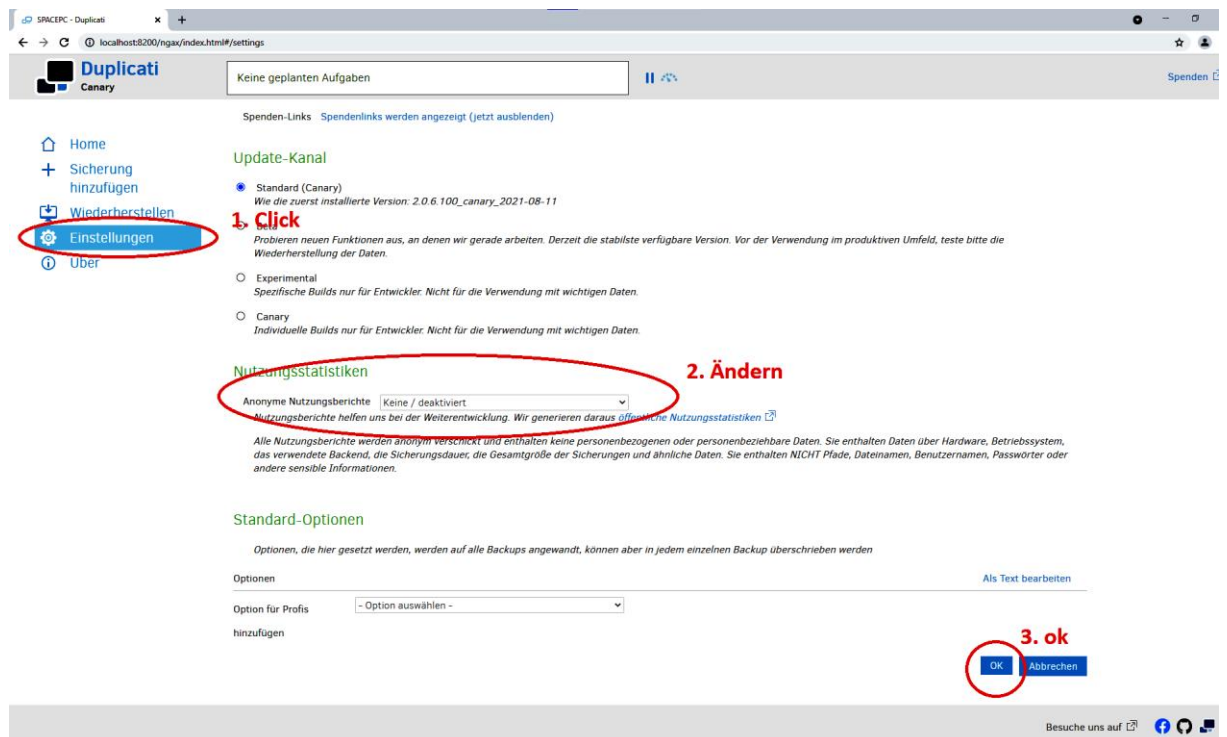 SPACEPC - Duplicati
localhost:8200/ngax/index.html#/settings
Duplicati
Canary
Keine geplanten Aufgaben
Spenden
Home
Sicherung
hinzufügen
Wiederherstellen
Einstellungen
Über
1. Click
Spenden-Links Spendenlinks werden angezeigt (jetzt ausblenden)
Update-Kanal
Standard (Canary)
Wie die zuerst installierte Version: 2.0.6.100_canary_2021-08-11
Beta
Probieren neuen Funktionen aus, an denen wir gerade arbeiten. Derzeit die stabilste verfügbare Version. Vor der Verwendung im produktiven Umfeld, teste bitte die
Wiederherstellung der Daten.
Experimental
Spezifische Builds nur für Entwickler. Nicht für die Verwendung mit wichtigen Daten.
Canary
Individuelle Builds nur für Entwickler. Nicht für die Verwendung mit wichtigen Daten.
Nutzungsstatistiken
2. Ändern
Anonyme Nutzungsberichte Keine / deaktiviert
Nutzungsberichte helfen uns bei der Weiterentwicklung. Wir generieren daraus öffentliche Nutzungsstatistiken
Alle Nutzungsberichte werden anonym verschickt und enthalten keine personenbezogenen oder personenbeziehbare Daten. Sie enthalten Daten über Hardware, Betriebssystem,
das verwendete Backend, die Sicherungsdauer, die Gesamtgröße der Sicherungen und ähnliche Daten. Sie enthalten NICHT Pfade, Dateinamen, Benutzernamen, Passwörter oder
andere sensible Informationen.
Standard-Optionen
Optionen, die hier gesetzt werden, werden auf alle Backups angewandt, können aber in jedem einzelnen Backup überschrieben werden
Optionen Als Text bearbeiten
Option für Profis - Option auswählen -
hinzufügen
3. ok
OK Abbrechen
Besuche uns auf